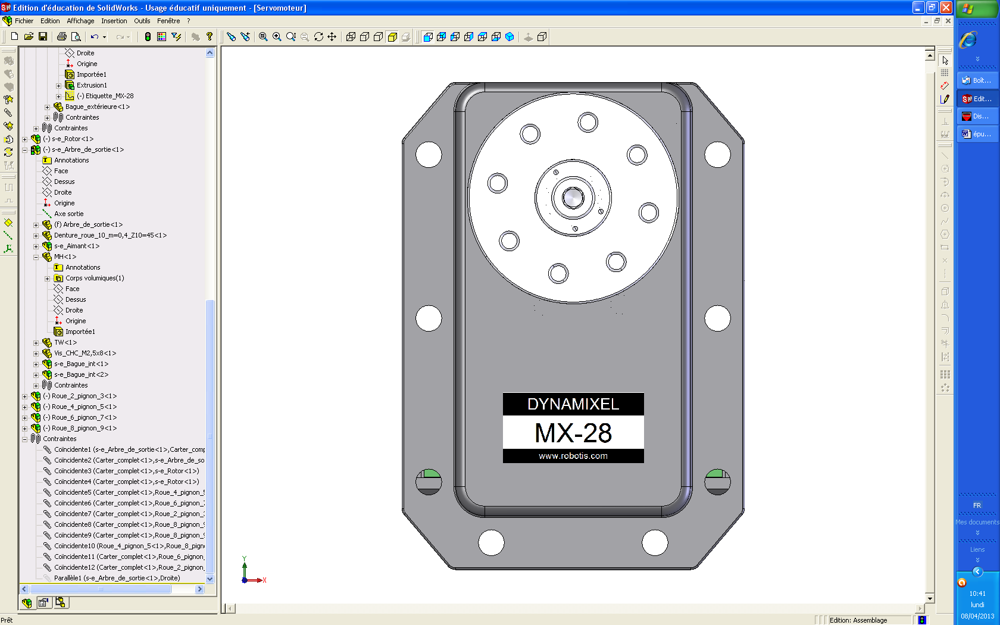 Edition d'éducation de SolidWorks - Usage éducatif uniquement - [Servomoteur]
Fichier Edition Affichage Insertion Outils Fenêtre ?
Droite
Origine
Importée1
Extrusion1
(-) Etiquette_MX-28
Bague_extérieure<1>
Contraintes
Contraintes
(-) s-e_Rotor<1>
(-) s-e_Arbre_de_sortie<1>
Annotations
Face
Dessus
Droite
Origine
Axe sortie
(f) Arbre_de_sortie<1>
Denture_roue_10_m=0,4_Z10=45<1>
s-e_Aimant<1>
MH<1>
Annotations
Corps volumiques(1)
Face
Dessus
Droite
Origine
Importée1
TW<1>
Vis_CHC_M2,5x8<1>
s-e_Bague_int<1>
s-e_Bague_int<2>
Contraintes
(-) Roue_2_pignon_3<1>
(-) Roue_4_pignon_5<1>
(-) Roue_6_pignon_7<1>
(-) Roue_8_pignon_9<1>
Contraintes
Coïncidente1 (s-e_Arbre_de_sortie<1>,Carter_comp
Coïncidente2 (Carter_complet<1>,s-e_Arbre_de_so
Coïncidente3 (Carter_complet<1>,s-e_Rotor<1>)
Coïncidente4 (Carter_complet<1>,s-e_Rotor<1>)
Coïncidente5 (Carter_complet<1>,Roue_4_pignon_5
Coïncidente6 (Carter_complet<1>,Roue_6_pignon_7
Coïncidente7 (Carter_complet<1>,Roue_2_pignon_3
Coïncidente8 (Carter_complet<1>,Roue_8_pignon_9
Coïncidente9 (Carter_complet<1>,Roue_8_pignon_9
Coïncidente10 (Roue_4_pignon_5<1>,Roue_8_pign
Coïncidente11 (Carter_complet<1>,Roue_6_pignon_
Coïncidente12 (Carter_complet<1>,Roue_2_pignon_
Parallèle1 (s-e_Arbre_de_sortie<1>,Droite)
DYNAMIXEL
MX-28
www.robotis.com
Y
X
Prêt
Edition: Assemblage
Boît...
Edit...
Dis...
épu...
FR
Mes documents
Liens
10:41
lundi
08/04/2013